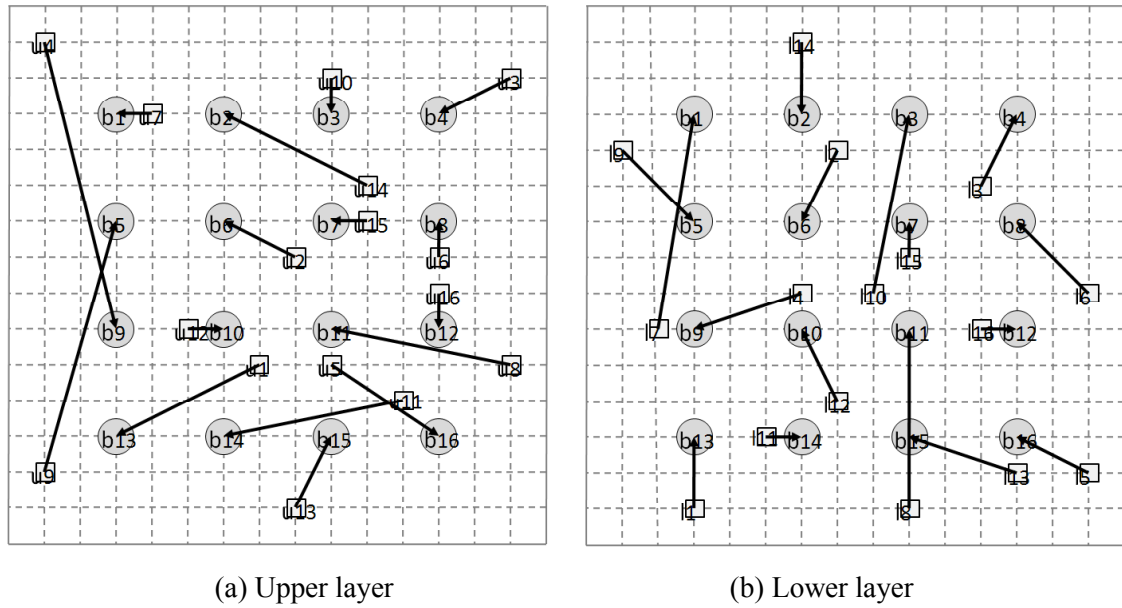 u4 l14
u10 u3
b1 u7 b2 b3 b4 b1 b2 b3 b4
l9 l2
u14 l3
b5 b6 b7 u15 b8 b5 b6 b7 b8
u2 u6 l15
u16 l4 l10 l6
b9 u12 b10 b11 b12 l7 b9 b10 b11 l16 b12
u1 u5 u8
u11 l12
b13 b14 b15 b16 b13 l11 b14 b15 b16
u9 l13 l5
u13 l1 l8
(a) Upper layer (b) Lower layer